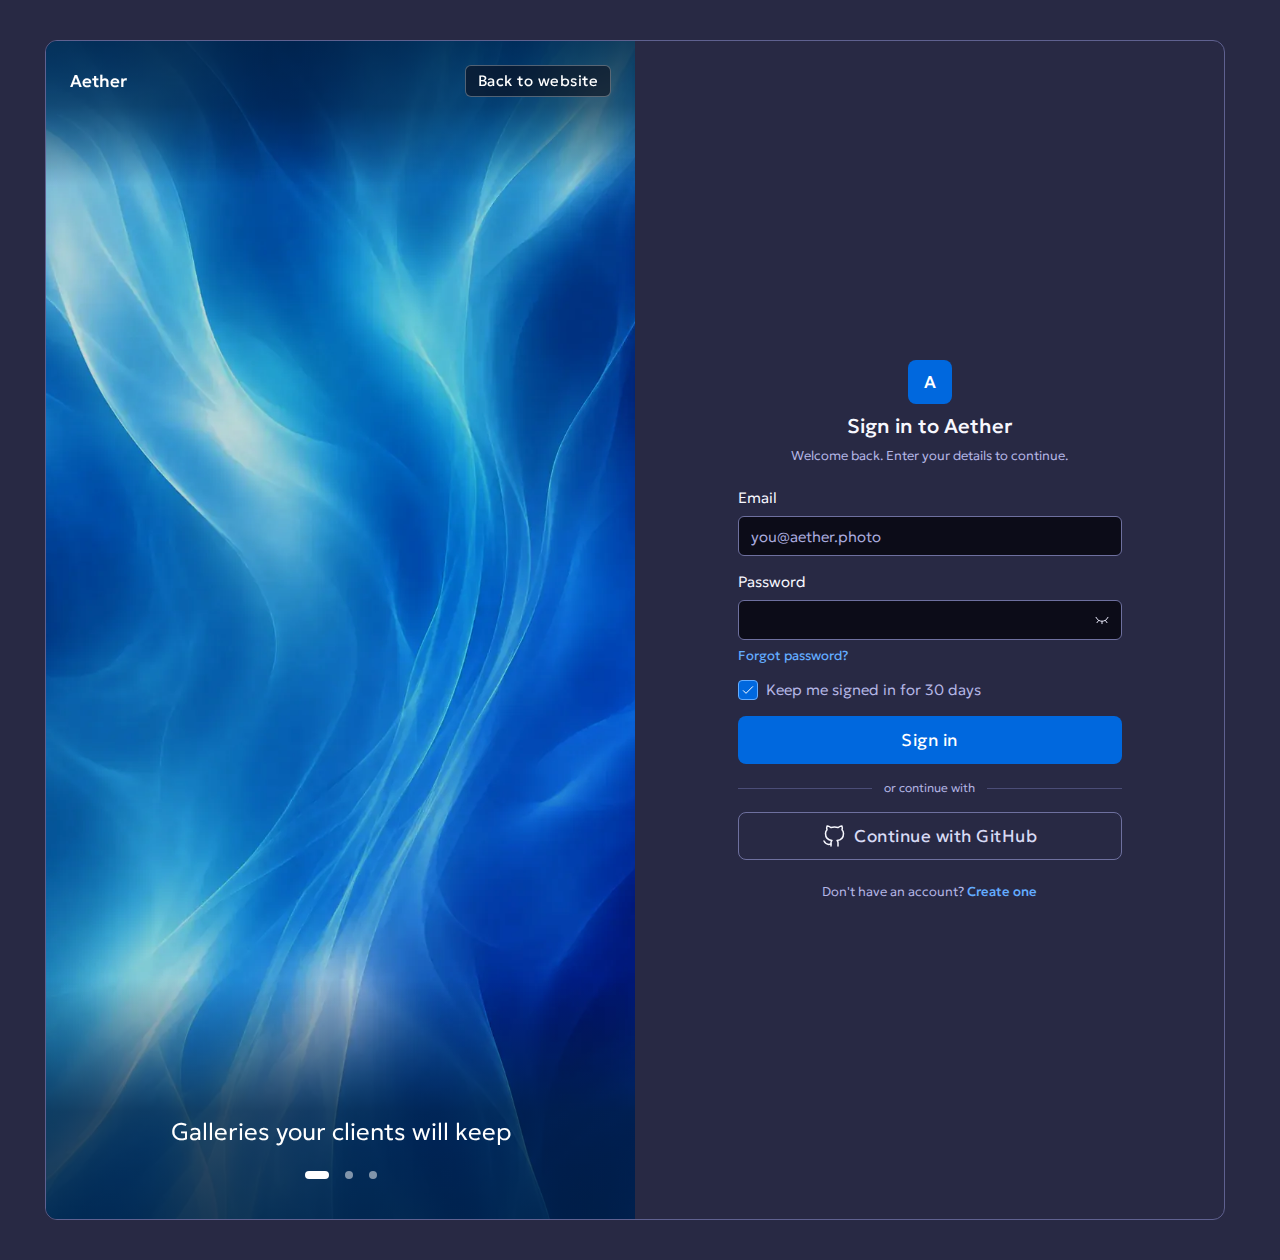 Aether
Back to website
Galleries your clients will keep
A
Sign in to Aether
Welcome back. Enter your details to continue.
Email
you@aether.photo
Password
Forgot password?
Keep me signed in for 30 days
Sign in
or continue with
Continue with GitHub
Don't have an account? Create one